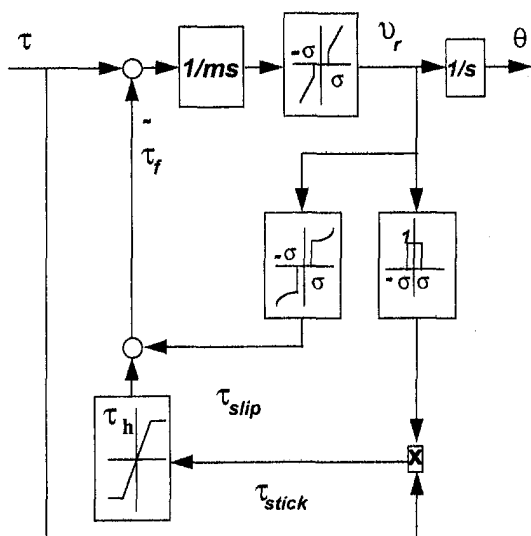 τ
υr
θ
1/ms
-σ
σ
1/s
~
τf
-σ
σ
1
-σ σ
τh
τslip
x
τstick